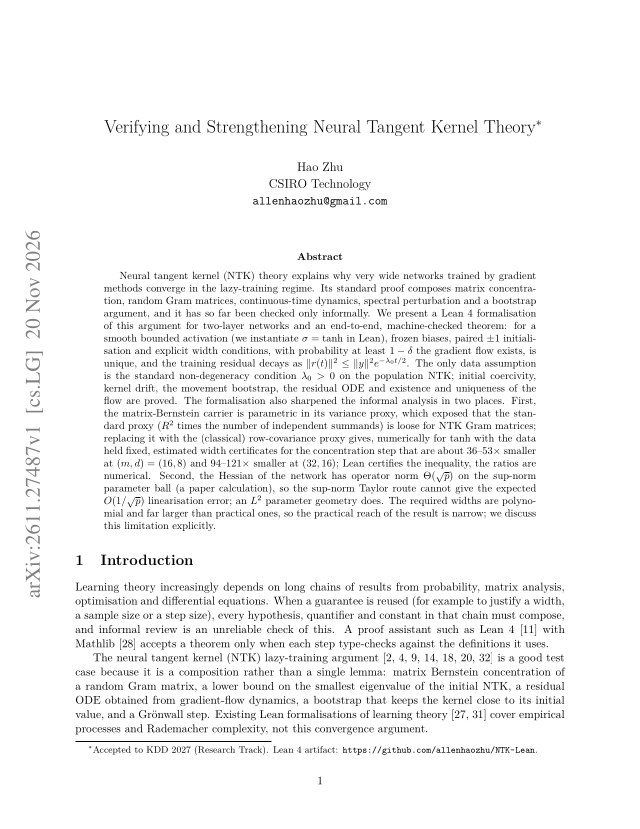 Verifying and Strengthening Neural Tangent Kernel Theory*
Hao Zhu
CSIRO Technology
allenhaozhu@gmail.com
arXiv:2611.27487v1 [cs.LG] 20 Nov 2026
Abstract
Neural tangent kernel (NTK) theory explains why very wide networks trained by gradient
methods converge in the lazy-training regime. Its standard proof composes matrix concentra-
tion, random Gram matrices, continuous-time dynamics, spectral perturbation and a bootstrap
argument, and it has so far been checked only informally. We present a Lean 4 formalisation
of this argument for two-layer networks and an end-to-end, machine-checked theorem: for
a smooth bounded activation (we instantiate σ = tanh in Lean), frozen biases, paired ±1 initiali-
sation and explicit width conditions, with probability at least 1 − δ the gradient flow exists, is
unique, and the training residual decays as ‖r(t)‖² ≤ ‖y‖²e^{−λ₀t/2}. The only data assumption
is the standard non-degeneracy condition λ₀ > 0 on the population NTK; initial coercivity,
kernel drift, the movement bootstrap, the residual ODE and existence and uniqueness of the
flow are proved. The formalisation also sharpened the informal analysis in two places. First,
the matrix-Bernstein carrier is parametric in its variance proxy, which exposed that the stan-
dard proxy (R² times the number of independent summands) is loose for NTK Gram matrices;
replacing it with the (classical) row-covariance proxy gives, numerically for tanh with the data
held fixed, estimated width certificates for the concentration step that are about 36–53× smaller
at (m, d) = (16, 8) and 94–121× smaller at (32, 16); Lean certifies the inequality, the ratios are
numerical. Second, the Hessian of the network has operator norm Θ(√p) on the sup-norm
parameter ball (a paper calculation), so the sup-norm Taylor route cannot give the expected
O(1/√p) linearisation error; an L² parameter geometry does. The required widths are polyno-
mial and far larger than practical ones, so the practical reach of the result is narrow; we discuss
this limitation explicitly.
1 Introduction
Learning theory increasingly depends on long chains of results from probability, matrix analysis,
optimisation and differential equations. When a guarantee is reused (for example to justify a width,
a sample size or a step size), every hypothesis, quantifier and constant in that chain must compose,
and informal review is an unreliable check of this. A proof assistant such as Lean 4 [11] with
Mathlib [28] accepts a theorem only when each step type-checks against the definitions it uses.
The neural tangent kernel (NTK) lazy-training argument [2, 4, 9, 14, 18, 20, 32] is a good test
case because it is a composition rather than a single lemma: matrix Bernstein concentration of
a random Gram matrix, a lower bound on the smallest eigenvalue of the initial NTK, a residual
ODE obtained from gradient-flow dynamics, a bootstrap that keeps the kernel close to its initial
value, and a Grönwall step. Existing Lean formalisations of learning theory [27, 31] cover empirical
processes and Rademacher complexity, not this convergence argument.
*Accepted to KDD 2027 (Research Track). Lean 4 artifact: https://github.com/allenhaozhu/NTK-Lean.
1